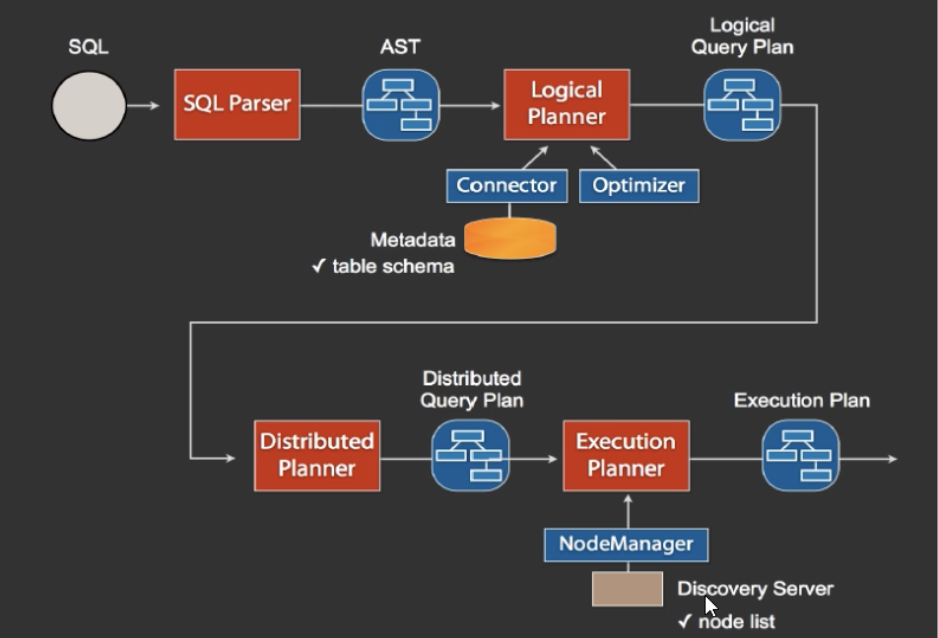 SQL
AST
Logical
Query Plan
SQL Parser
Logical
Planner
Connector
Optimizer
Metadata
✓ table schema
Distributed
Query Plan
Execution Plan
Distributed
Planner
Execution
Planner
NodeManager
Discovery Server
✓ node list